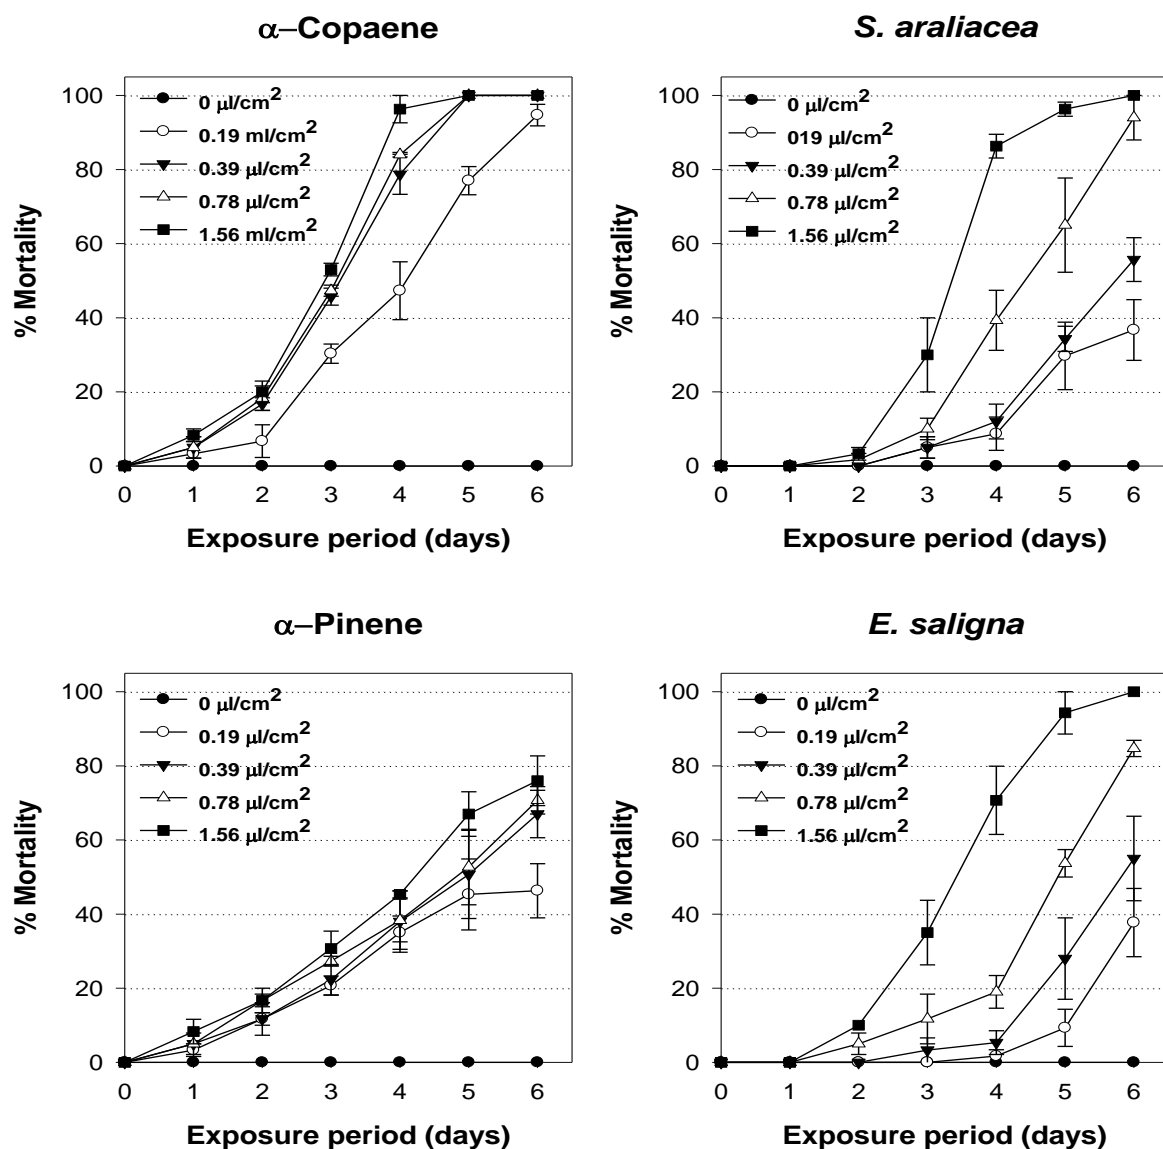 α–Copaene
100
80
60
40
20
0
% Mortality
0 μl/cm²
0.19 ml/cm²
0.39 μl/cm²
0.78 μl/cm²
1.56 ml/cm²
0 1 2 3 4 5 6
Exposure period (days)
S. araliacea
100
80
60
40
20
0
% Mortality
0 μl/cm²
019 μl/cm²
0.39 μl/cm²
0.78 μl/cm²
1.56 μl/cm²
0 1 2 3 4 5 6
Exposure period (days)
α–Pinene
100
80
60
40
20
0
% Mortality
0 μl/cm²
0.19 μl/cm²
0.39 μl/cm²
0.78 μl/cm²
1.56 μl/cm²
0 1 2 3 4 5 6
Exposure period (days)
E. saligna
100
80
60
40
20
0
% Mortality
0 μl/cm²
0.19 μl/cm²
0.39 μl/cm²
0.78 μl/cm²
1.56 μl/cm²
0 1 2 3 4 5 6
Exposure period (days)